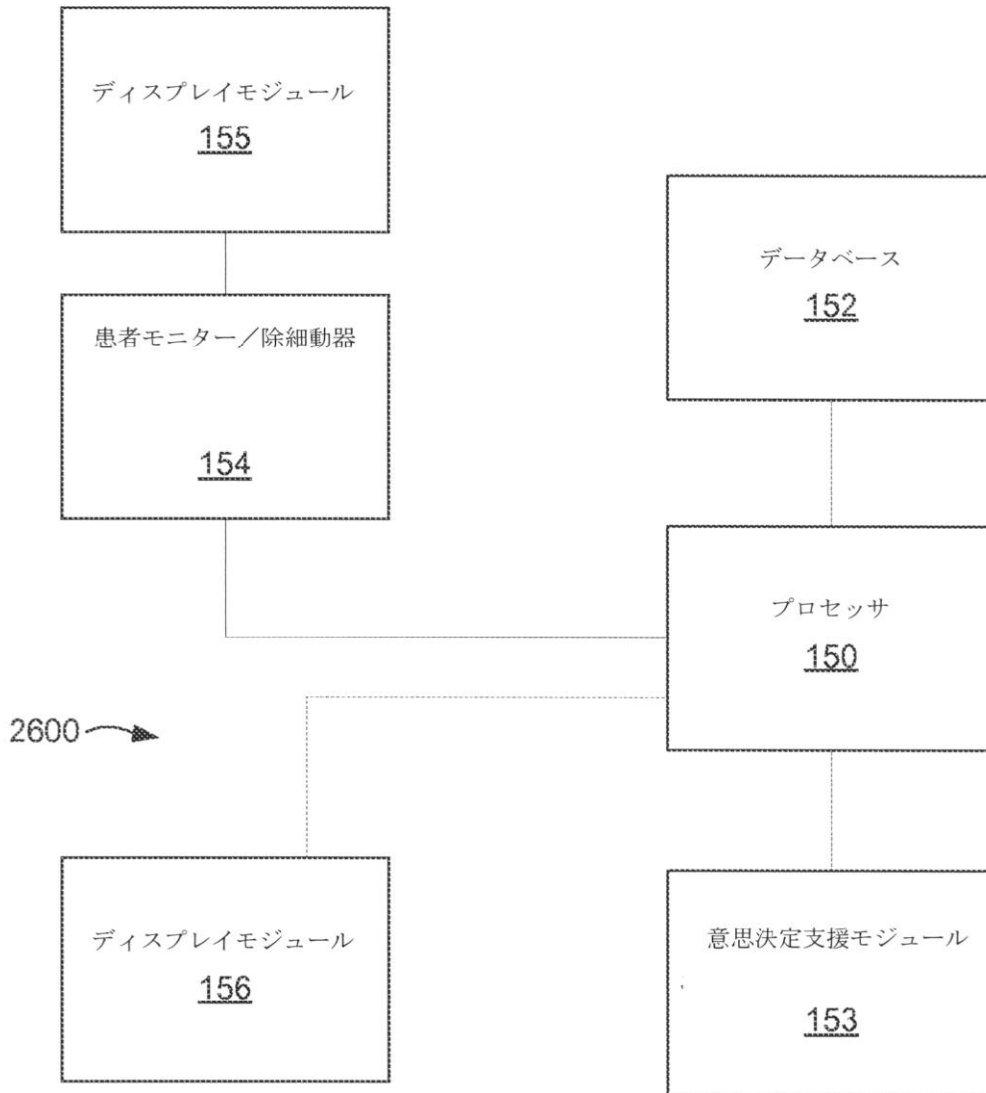 ディスプレイモジュール
155
患者モニター／除細動器
154
データベース
152
プロセッサ
150
2600
ディスプレイモジュール
156
意思決定支援モジュール
153